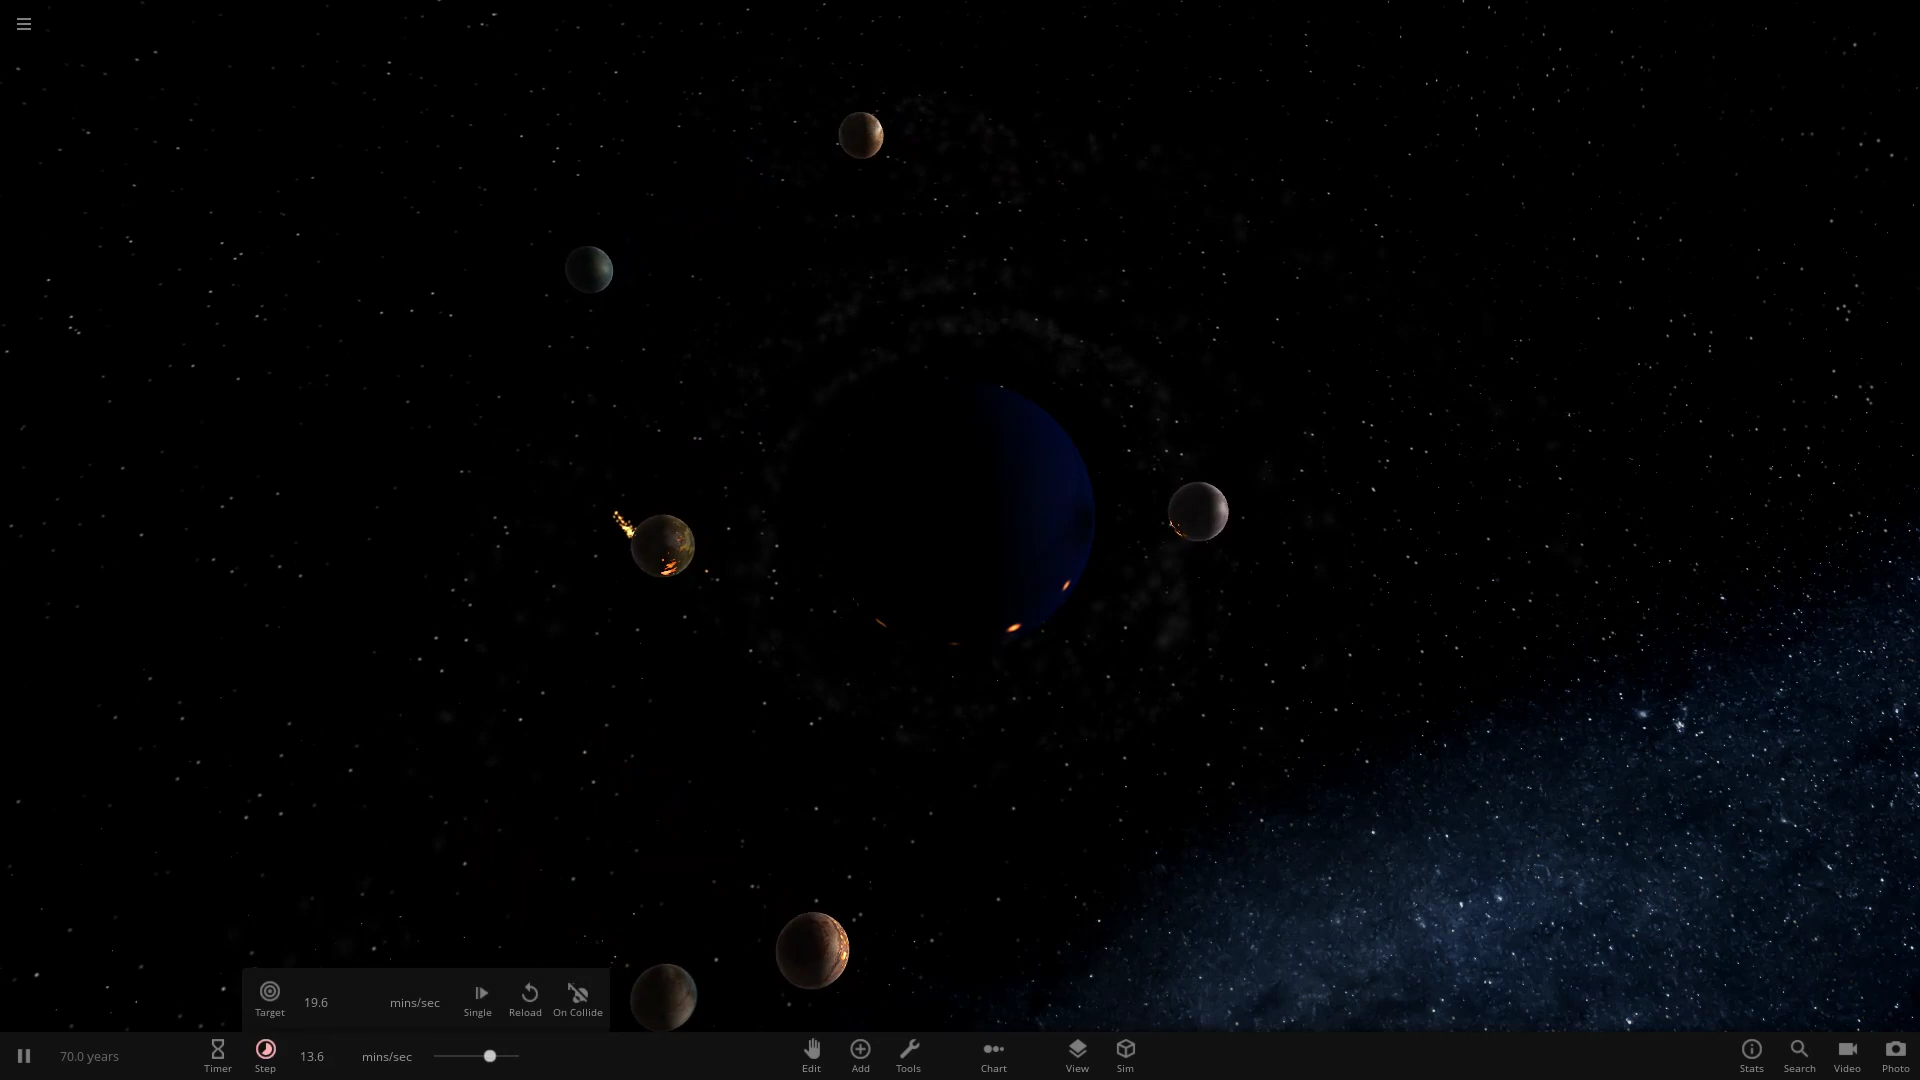 19.6 mins/sec
Target Single Reload On Collide
70.0 years 13.6 mins/sec
Timer Step Edit Add Tools Chart View Sim Stats Search Video Photo